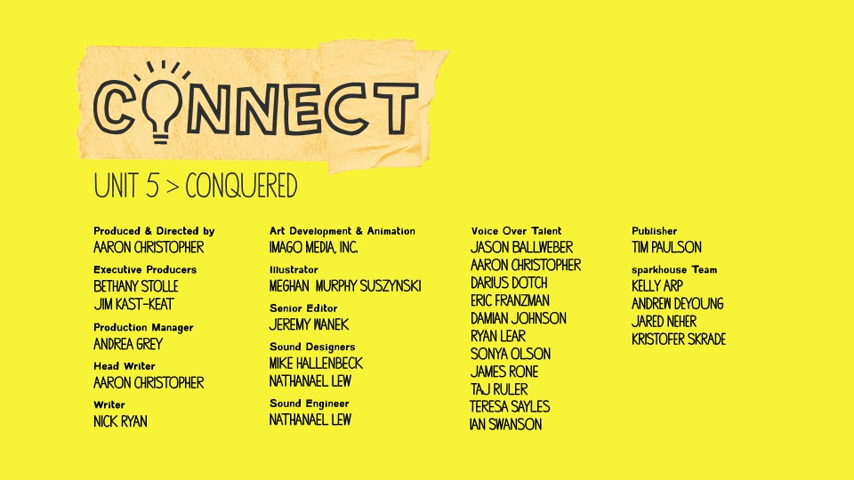 CONNECT
UNIT 5 > CONQUERED
Produced & Directed by
AARON CHRISTOPHER
Executive Producers
BETHANY STOLLE
JIM KAST-KEAT
Production Manager
ANDREA GREY
Head Writer
AARON CHRISTOPHER
Writer
NICK RYAN
Art Development & Animation
IMAGO MEDIA, INC.
Illustrator
MEGHAN MURPHY SUSZYNSKI
Senior Editor
JEREMY WANEK
Sound Designers
MIKE HALLENBECK
NATHANAEL LEW
Sound Engineer
NATHANAEL LEW
Voice Over Talent
JASON BALLWEBER
AARON CHRISTOPHER
DARIUS DOTCH
ERIC FRANZMAN
DAMIAN JOHNSON
RYAN LEAR
SONYA OLSON
JAMES RONE
TAJ RULER
TERESA SAYLES
IAN SWANSON
Publisher
TIM PAULSON
sparkhouse Team
KELLY ARP
ANDREW DEYOUNG
JARED NEHER
KRISTOFER SKRADE